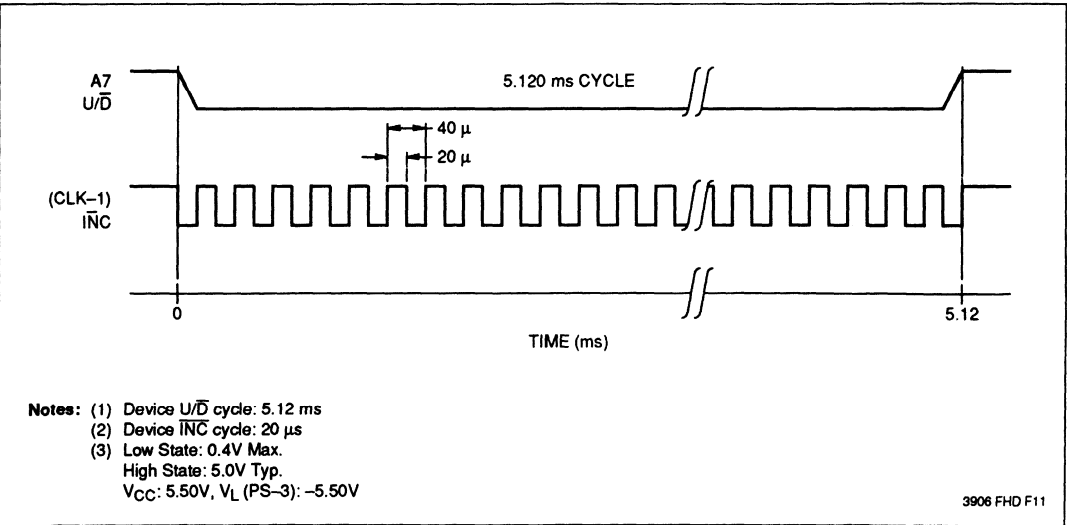 A7
U/D̅
5.120 ms CYCLE
40 μ
20 μ
(CLK–1)
I̅N̅C
0
5.12
TIME (ms)
Notes: (1) Device U/D̅ cycle: 5.12 ms
(2) Device I̅N̅C̅ cycle: 20 μs
(3) Low State: 0.4V Max.
High State: 5.0V Typ.
VCC: 5.50V, VL (PS–3): –5.50V
3906 FHD F11